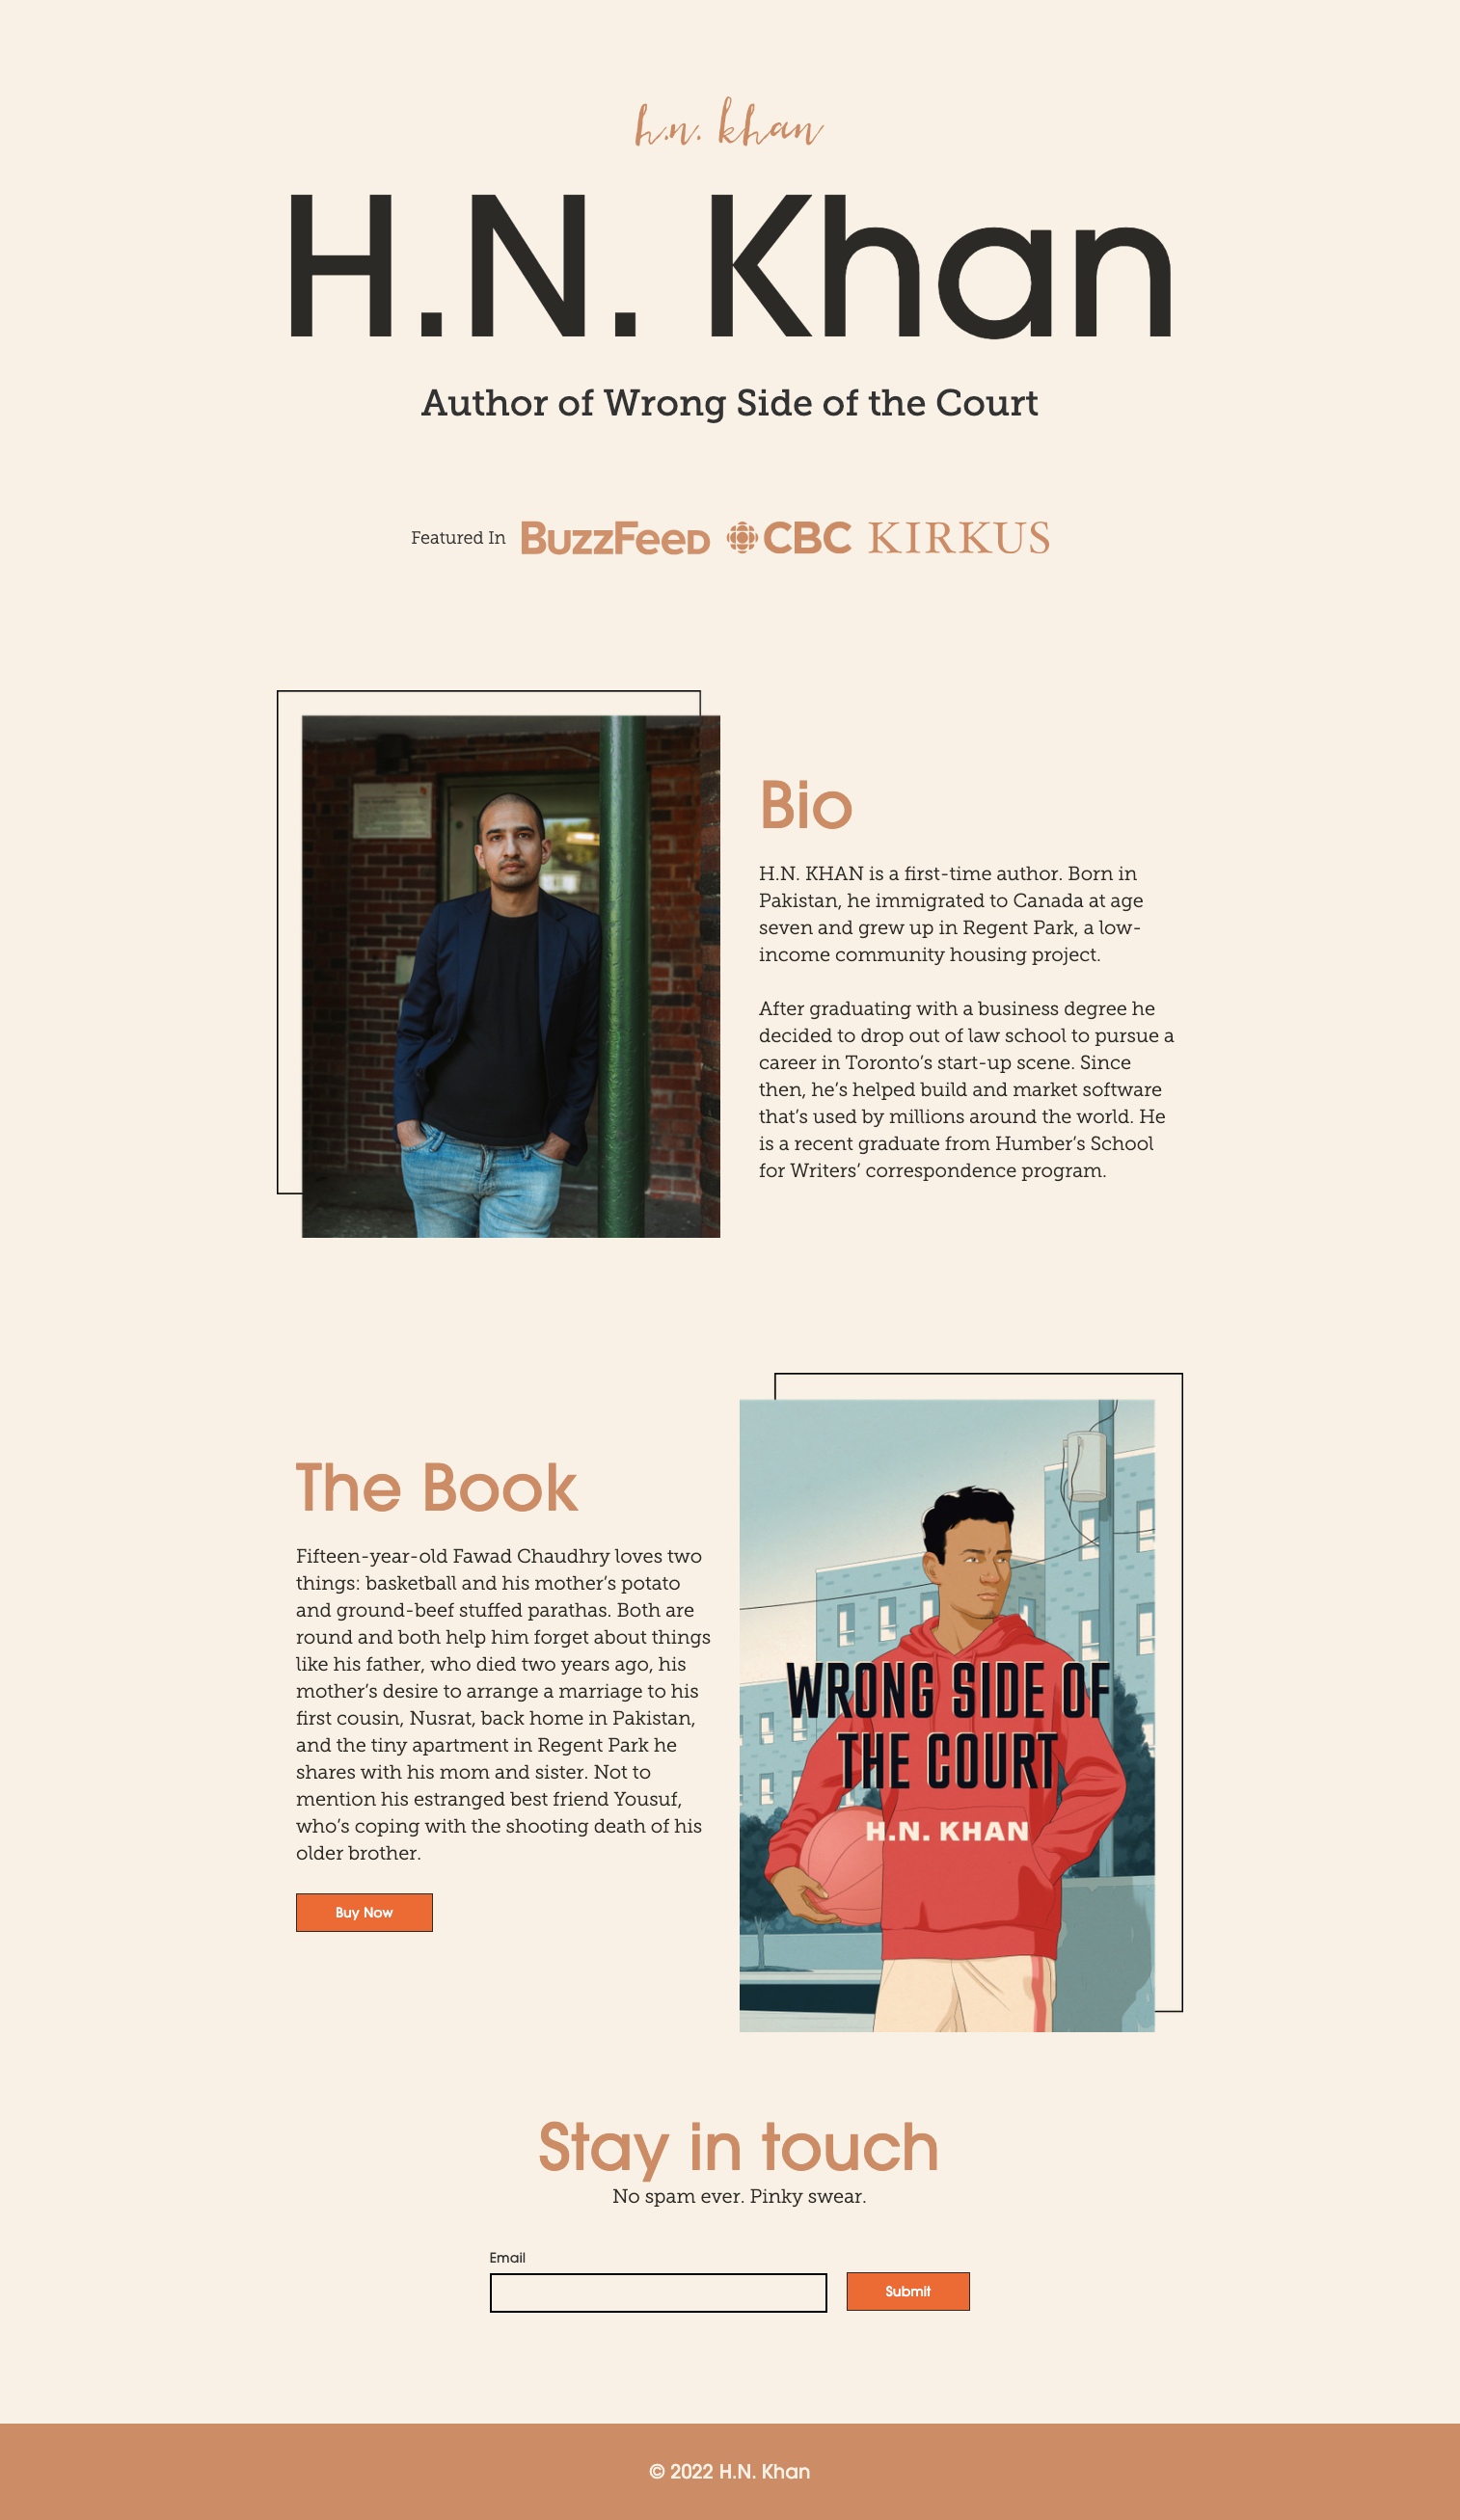 h.n. khan
H.N. Khan
Author of Wrong Side of the Court
Featured In BuzzFeeD CBC KIRKUS
Bio
H.N. KHAN is a first-time author. Born in
Pakistan, he immigrated to Canada at age
seven and grew up in Regent Park, a low-
income community housing project.
After graduating with a business degree he
decided to drop out of law school to pursue a
career in Toronto’s start-up scene. Since
then, he’s helped build and market software
that’s used by millions around the world. He
is a recent graduate from Humber’s School
for Writers’ correspondence program.
The Book
Fifteen-year-old Fawad Chaudhry loves two
things: basketball and his mother’s potato
and ground-beef stuffed parathas. Both are
round and both help him forget about things
like his father, who died two years ago, his
mother’s desire to arrange a marriage to his
first cousin, Nusrat, back home in Pakistan,
and the tiny apartment in Regent Park he
shares with his mom and sister. Not to
mention his estranged best friend Yousuf,
who’s coping with the shooting death of his
older brother.
Buy Now
WRONG SIDE OF
THE COURT
H.N. KHAN
Stay in touch
No spam ever. Pinky swear.
Email
Submit
© 2022 H.N. Khan